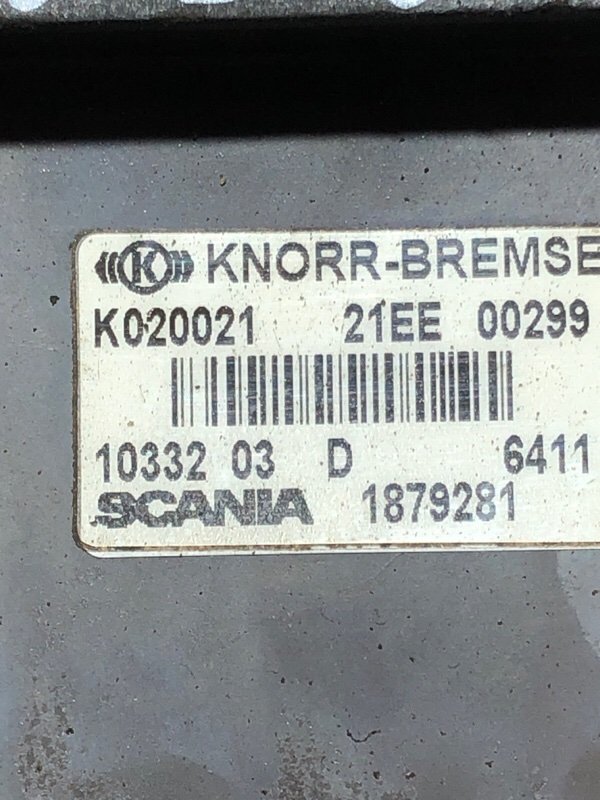 K KNORR-BREMSE
K020021 21EE 00299
10332 03 D 6411
SCANIA 1879281